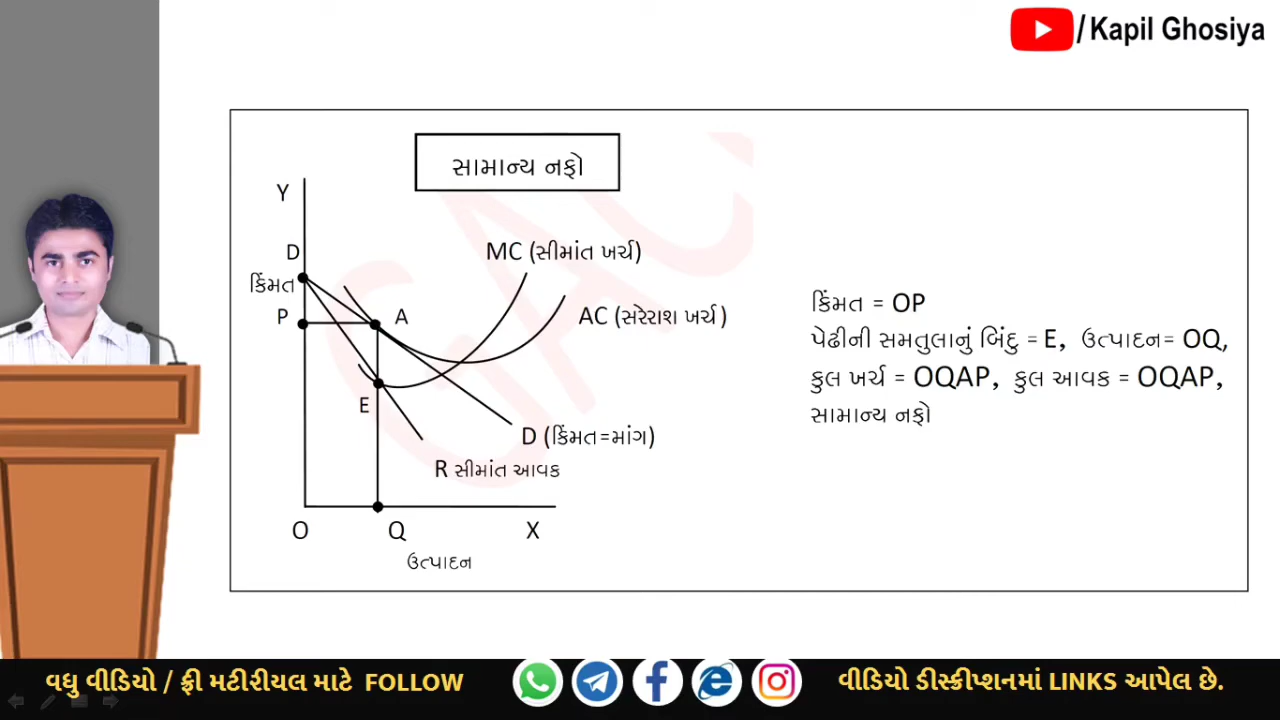 /Kapil Ghosiya
સામાન્ય નફો
Y
D
કિંમત
P
A
E
MC (સીમાંત ખર્ચ)
AC (સરેરાશ ખર્ચ)
D (કિંમત=માંગ)
R સીમાંત આવક
O
Q
X
ઉત્પાદન
કિંમત = OP
પેઢીની સમતુલાનું બિંદુ = E, ઉત્પાદન= OQ,
કુલ ખર્ચ = OQAP, કુલ આવક = OQAP,
સામાન્ય નફો
GAC
વધુ વીડિયો / ફ્રી મટીરીયલ માટે FOLLOW
વીડિયો ડીસ્ક્રીપ્શનમાં LINKS આપેલ છે.